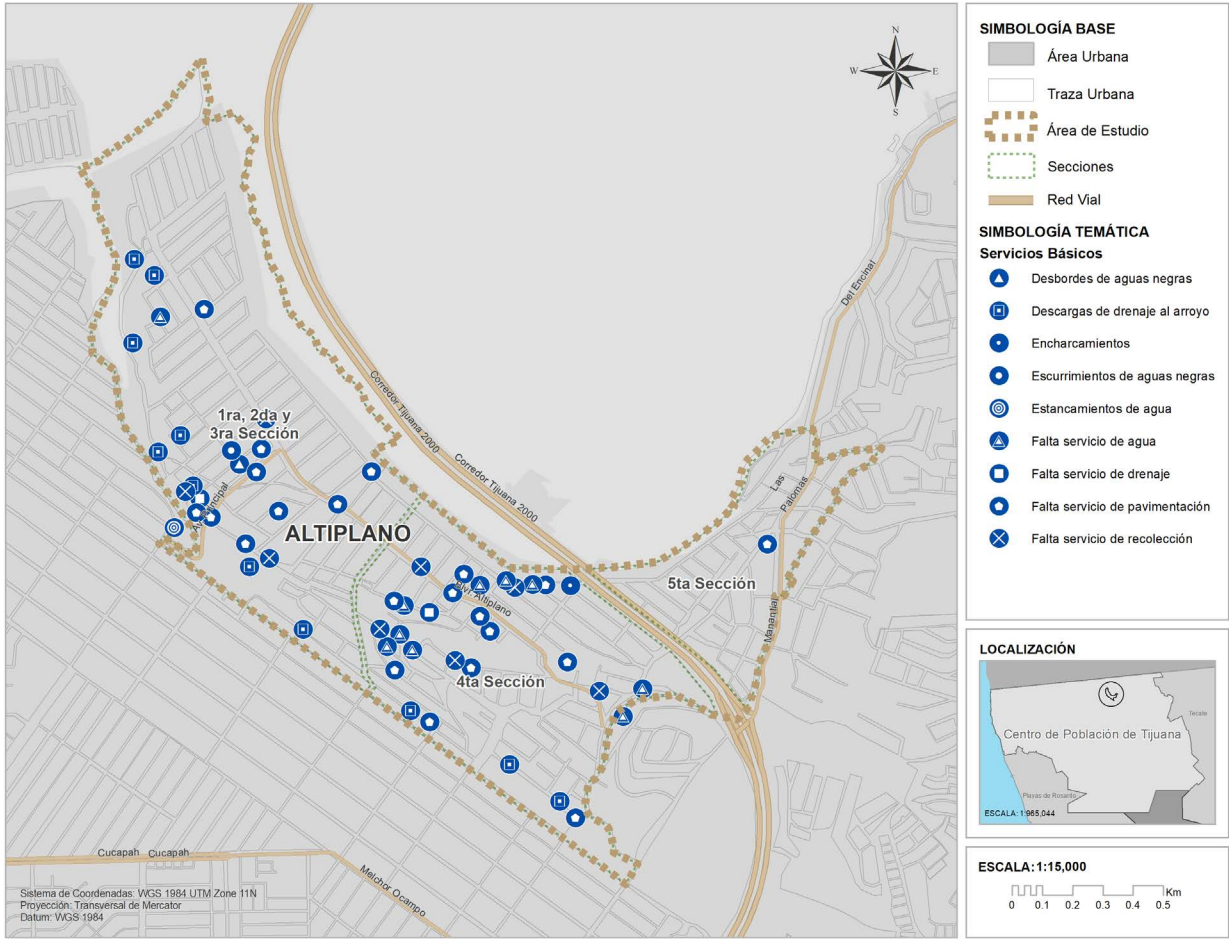 N
W
E
S
Corredor Tijuana 2000
Corredor Tijuana 2000
Del Encinal
Las
Palomas
Manantial
1ra, 2da y
3ra Sección
ALTIPLANO
Blvr. Altiplano
5ta Sección
4ta Sección
Cucapah
Cucapah
Melchor Ocampo
Sistema de Coordenadas: WGS 1984 UTM Zone 11N
Proyección: Transversal de Mercator
Datum: WGS 1984
SIMBOLOGÍA BASE
Área Urbana
Traza Urbana
Área de Estudio
Secciones
Red Vial
SIMBOLOGÍA TEMÁTICA
Servicios Básicos
Desbordes de aguas negras
Descargas de drenaje al arroyo
Encharcamientos
Escurrimientos de aguas negras
Estancamientos de agua
Falta servicio de agua
Falta servicio de drenaje
Falta servicio de pavimentación
Falta servicio de recolección
LOCALIZACIÓN
Tecate
Centro de Población de Tijuana
Playas de Rosarito
ESCALA: 1:965,044
ESCALA: 1:15,000
Km
0 0.1 0.2 0.3 0.4 0.5